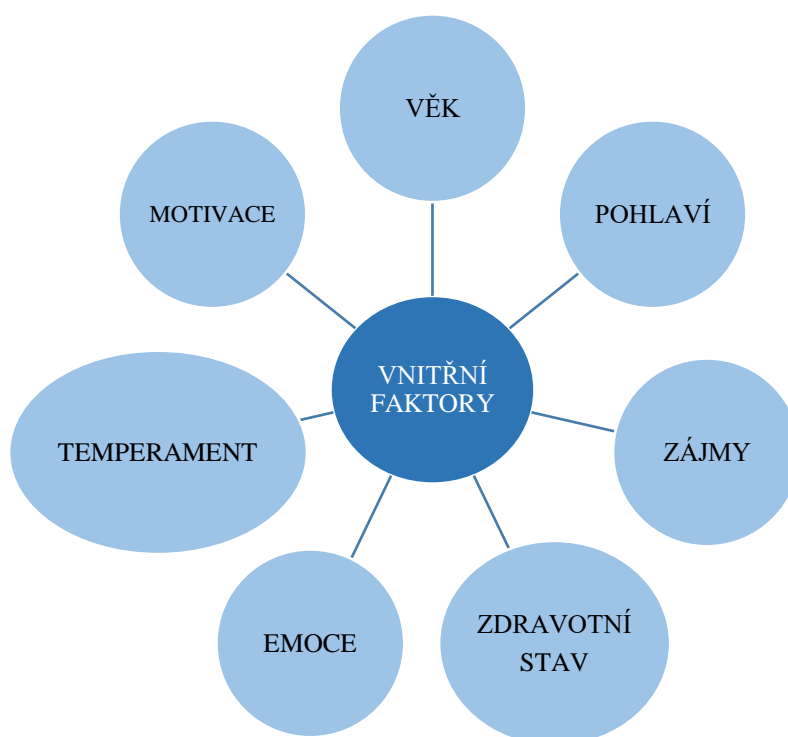 VĚK
MOTIVACE
POHLAVÍ
VNITŘNÍ
FAKTORY
TEMPERAMENT
ZÁJMY
EMOCE
ZDRAVOTNÍ
STAV